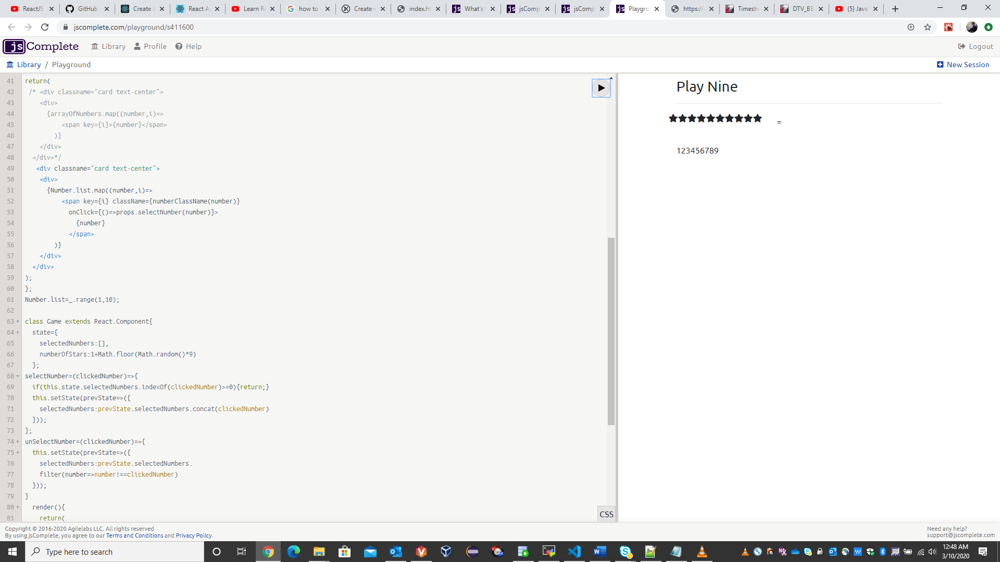 ReactJS
GitHub
Create a
React A
Learn R
how to
Create-r
index.ht
What's
jsComp
jsComp
Playgro
https://
Timeshe
DTV_BB
(5) Java
jscomplete.com/playground/s411600
jsComplete
Library
Profile
Help
Logout
Library / Playground
New Session
41 return(
42 /* <div classname="card text-center">
43 <div>
44 {arrayOfNumbers.map((number,i)=>
45 <span key={i}>{number}</span>
46 )}
47 </div>
48 </div>*/
49 <div classname="card text-center">
50 <div>
51 {Number.list.map((number,i)=>
52 <span key={i} className={numberClassName(number)}
53 onClick={()=>props.selectNumber(number)}>
54 {number}
55 </span>
56 )}
57 </div>
58 </div>
59 );
60 };
61 Number.list=_.range(1,10);
62
63 class Game extends React.Component{
64 state={
65 selectedNumbers:[],
66 numberOfStars:1+Math.floor(Math.random()*9)
67 };
68 selectNumber=(clickedNumber)=>{
69 if(this.state.selectedNumbers.indexOf(clickedNumber)>=0){return;}
70 this.setState(prevState=>({
71 selectedNumbers:prevState.selectedNumbers.concat(clickedNumber)
72 }));
73 };
74 unSelectNumber=(clickedNumber)=>{
75 this.setState(prevState=>({
76 selectedNumbers:prevState.selectedNumbers.
77 filter(number=>number!==clickedNumber)
78 }));
79 }
80 render(){
81 return(
CSS
Play Nine
=
123456789
Copyright © 2016-2020 Agilelabs LLC. All rights reserved
By using jsComplete, you agree to our Terms and Conditions and Privacy Policy.
Need any help?
support@jscomplete.com
Type here to search
12:48 AM
3/10/2020